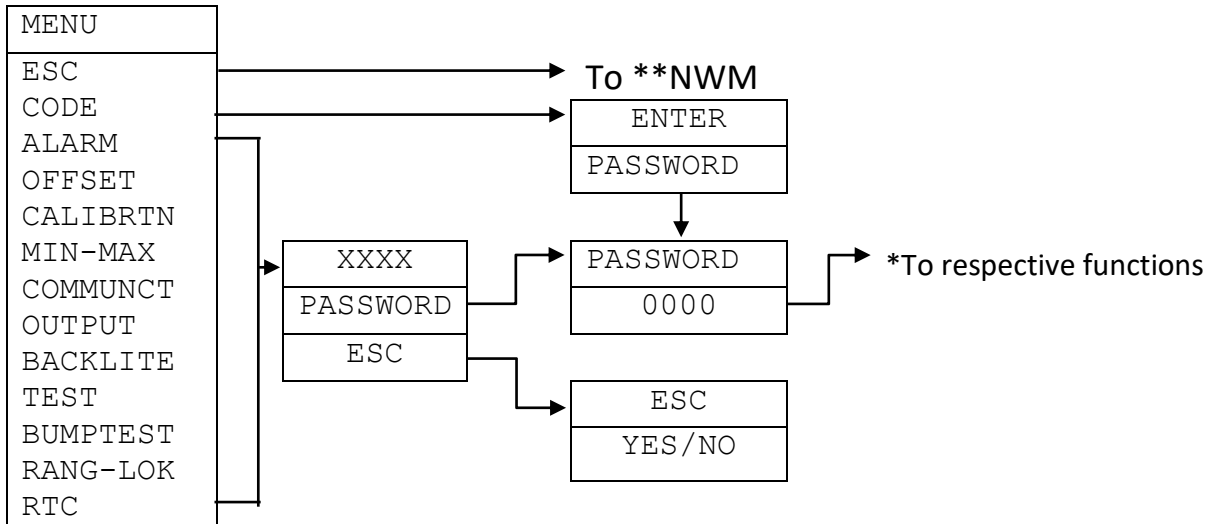 MENU
ESC
CODE
ALARM
OFFSET
CALIBRTN
MIN-MAX
COMMUNCT
OUTPUT
BACKLITE
TEST
BUMPTEST
RANG-LOK
RTC
To **NWM
ENTER
PASSWORD
XXXX
PASSWORD
ESC
PASSWORD
0000
*To respective functions
ESC
YES/NO